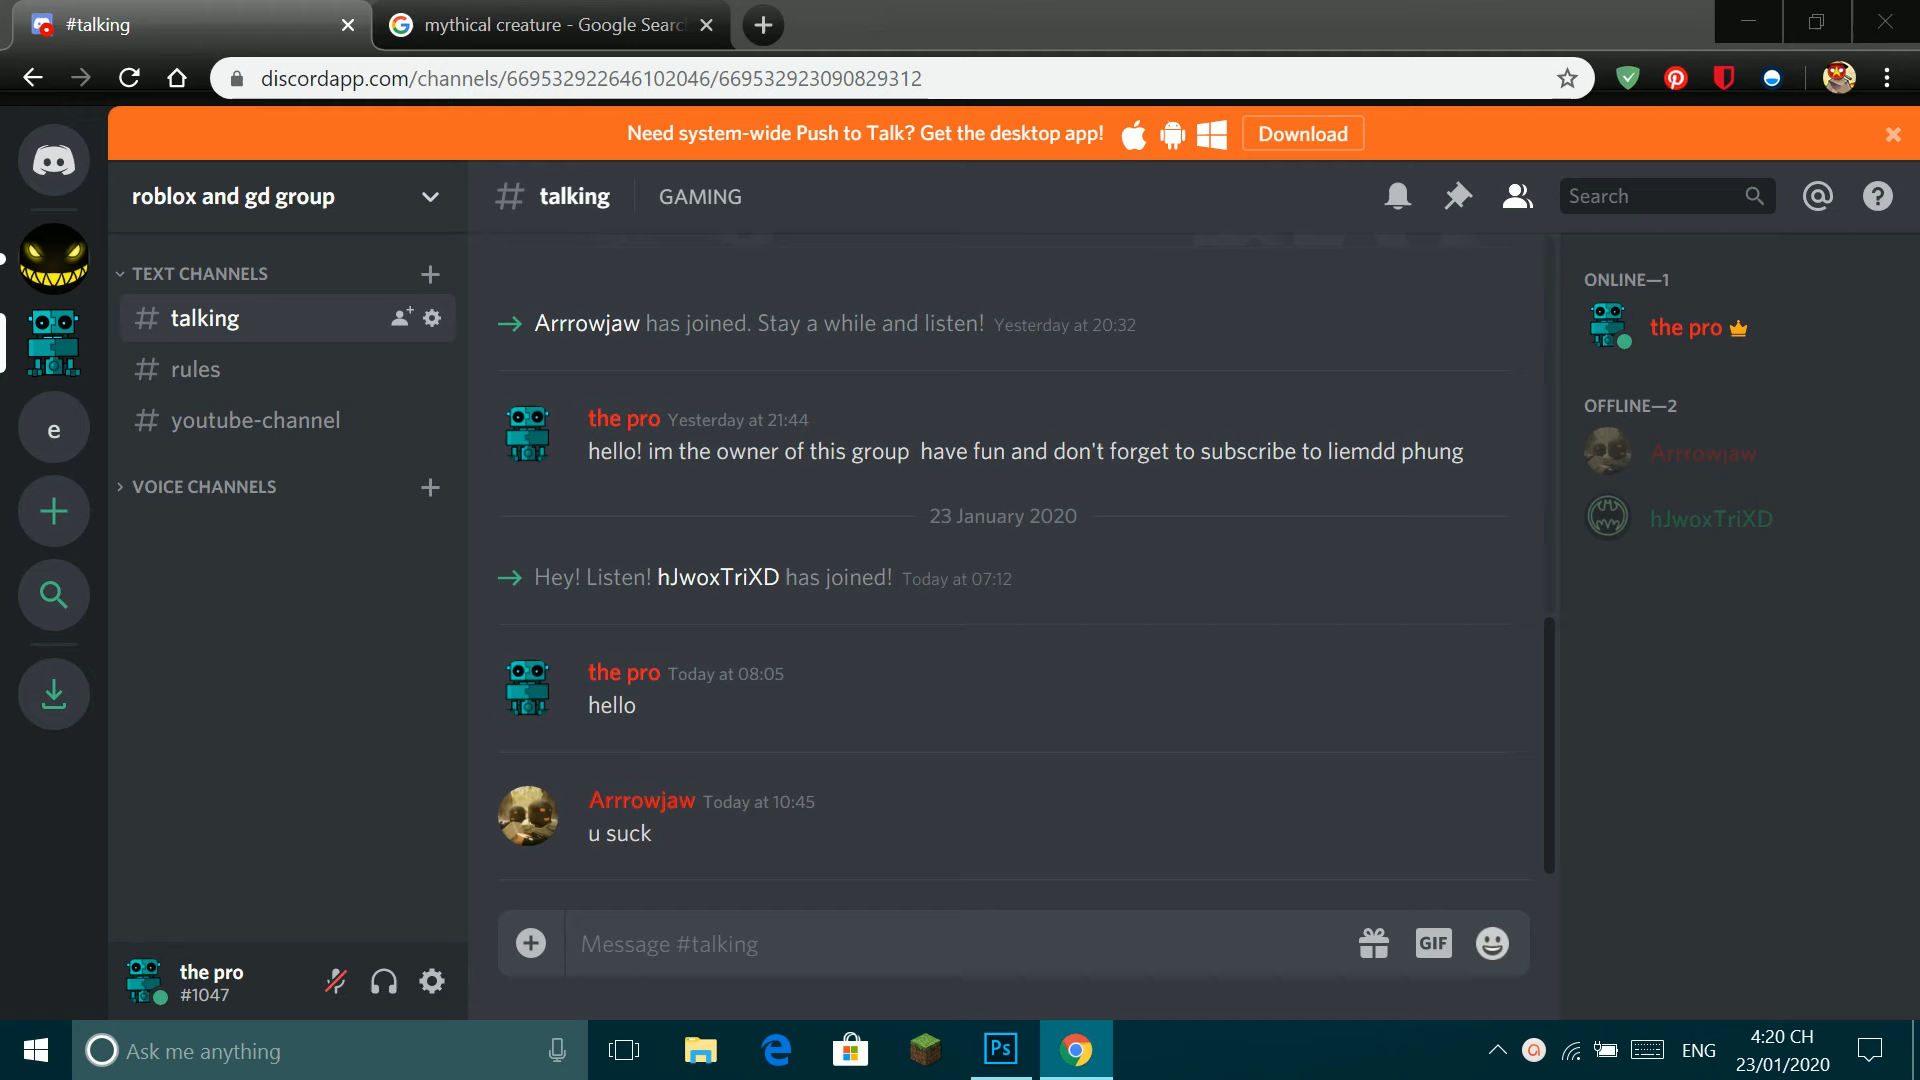 #talking
mythical creature - Google Searc
discordapp.com/channels/669532922646102046/669532923090829312
Need system-wide Push to Talk? Get the desktop app!
Download
roblox and gd group
talking
GAMING
Search
TEXT CHANNELS
talking
rules
youtube-channel
VOICE CHANNELS
e
Arrrowjaw has joined. Stay a while and listen! Yesterday at 20:32
the pro Yesterday at 21:44
hello! im the owner of this group have fun and don't forget to subscribe to liemdd phung
23 January 2020
Hey! Listen! hJwoxTriXD has joined! Today at 07:12
the pro Today at 08:05
hello
Arrrowjaw Today at 10:45
u suck
Message #talking
GIF
ONLINE—1
the pro
OFFLINE—2
Arrrowjaw
hJwoxTriXD
the pro
#1047
Ask me anything
Ps
ENG
4:20 CH
23/01/2020